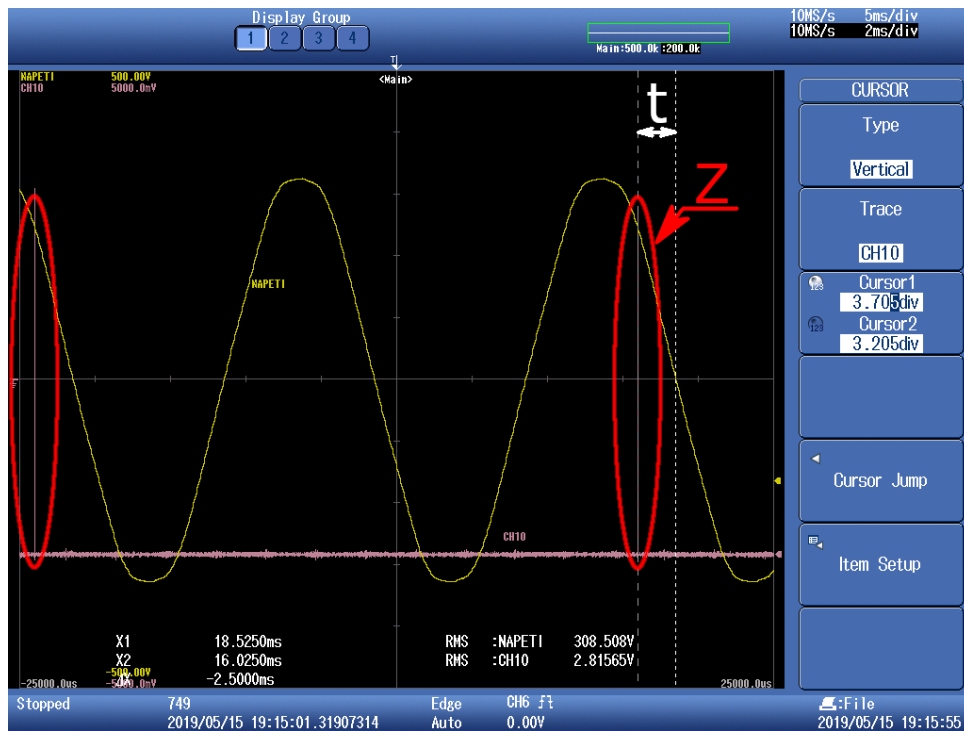 Display Group
1 2 3 4
10MS/s 5ms/div
10MS/s 2ms/div
Main:500.0k :200.0k
NAPETI 500.00V
CH10 5000.0mV
T
<Main>
t
Z
NAPETI
CH10
X1 18.5250ms
X2 16.0250ms
ΔX -2.5000ms
RMS :NAPETI 308.508V
RMS :CH10 2.81565V
-500.00V
-25000.0us
25000.0us
CURSOR
Type
Vertical
Trace
CH10
Cursor1
3.705div
Cursor2
3.205div
Cursor Jump
Item Setup
Stopped 749 Edge CH6
2019/05/15 19:15:01.31907314 Auto 0.00V
:File
2019/05/15 19:15:55